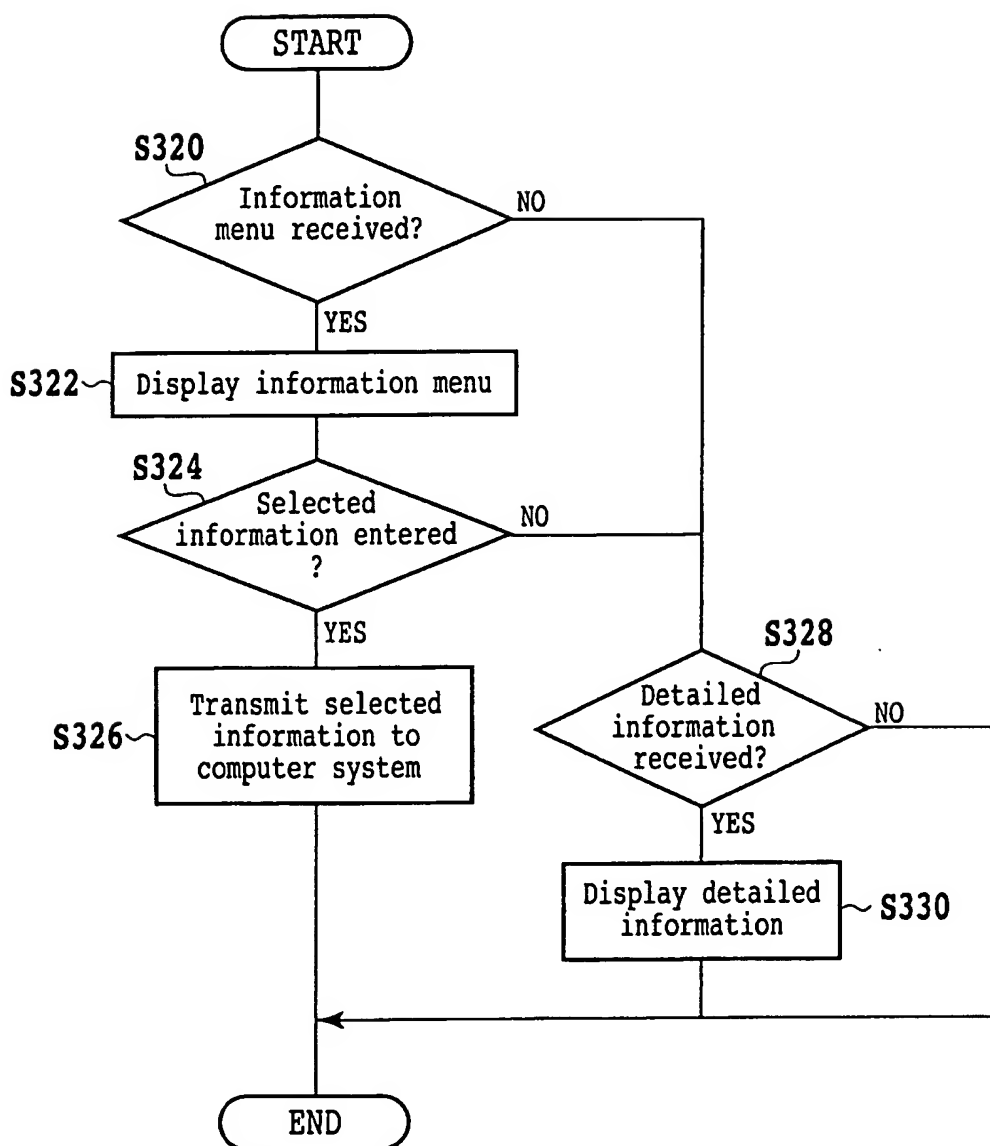 START
S320
Information
menu received?
NO
YES
S322
Display information menu
S324
Selected
information entered
?
NO
YES
S326
Transmit selected
information to
computer system
S328
Detailed
information
received?
NO
YES
Display detailed
information
S330
END